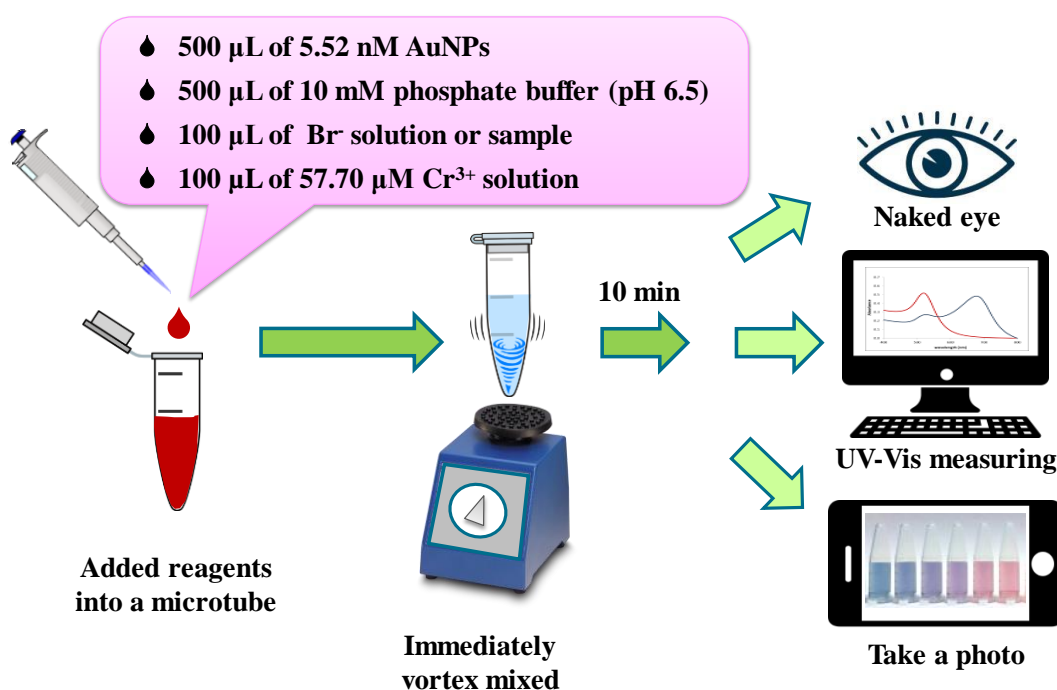 500 µL of 5.52 nM AuNPs
500 µL of 10 mM phosphate buffer (pH 6.5)
100 µL of Br⁻ solution or sample
100 µL of 57.70 µM Cr³⁺ solution
Added reagents
into a microtube
Immediately
vortex mixed
10 min
Naked eye
wavelength (nm)
UV-Vis measuring
Take a photo